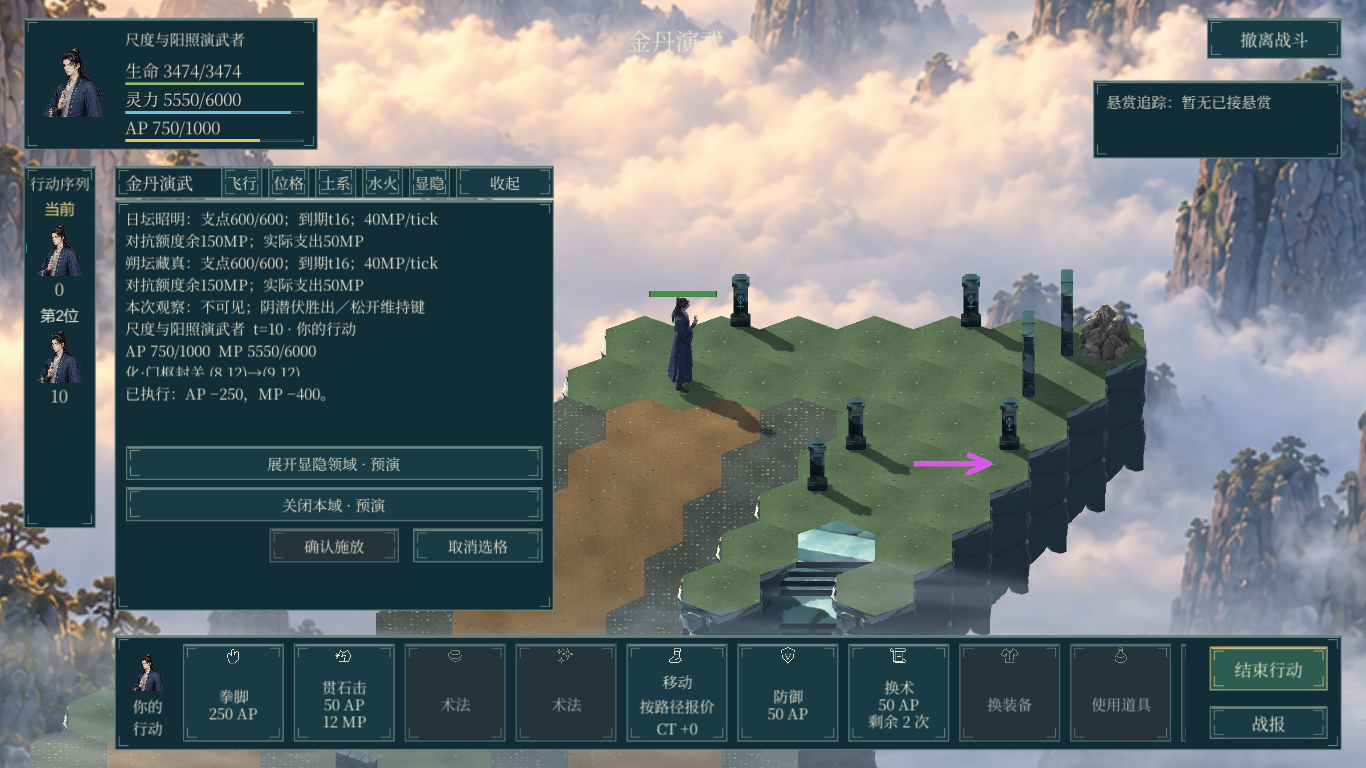 尺度与阳照演武者
生命 3474/3474
灵力 5550/6000
AP 750/1000
金丹演武
撤离战斗
悬赏追踪：暂无已接悬赏
行动序列
当前
0
第2位
10
金丹演武
飞行
位格
土系
水火
显隐
收起
日坛昭明：支点600/600；到期t16；40MP/tick
对抗额度余150MP；实际支出50MP
朔坛藏真：支点600/600；到期t16；40MP/tick
对抗额度余150MP；实际支出50MP
本次观察：不可见；阴潜伏胜出／松开维持键
尺度与阳照演武者 t=10 · 你的行动
AP 750/1000 MP 5550/6000
化·门枢封关 (8,12)→(9,12)
已执行：AP −250，MP −400。
展开显隐领域 · 预演
关闭本域 · 预演
确认施放
取消选格
你的
行动
拳脚
250 AP
贯石击
50 AP
12 MP
术法
术法
移动
按路径报价
CT +0
防御
50 AP
换术
50 AP
剩余 2 次
换装备
使用道具
结束行动
战报